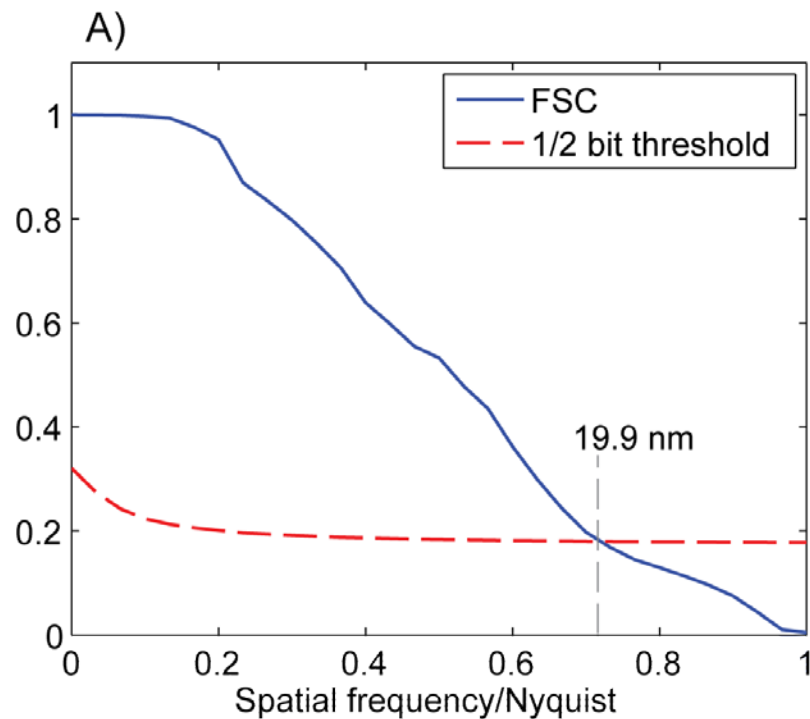 A)
FSC
1/2 bit threshold
1
0.8
0.6
0.4
0.2
0
19.9 nm
0 0.2 0.4 0.6 0.8 1
Spatial frequency/Nyquist